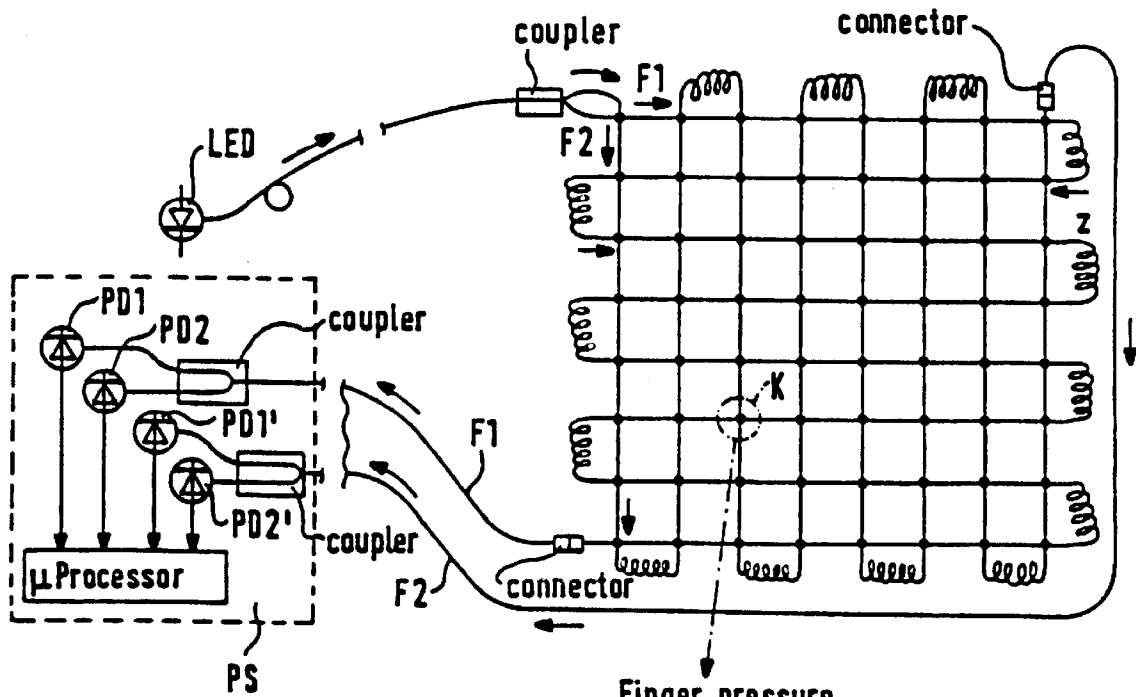 coupler
connector
F1
F2
LED
z
PD1
PD2
coupler
K
PD1'
F1
PD2'
coupler
µProcessor
F2
connector
PS
Finger pressure